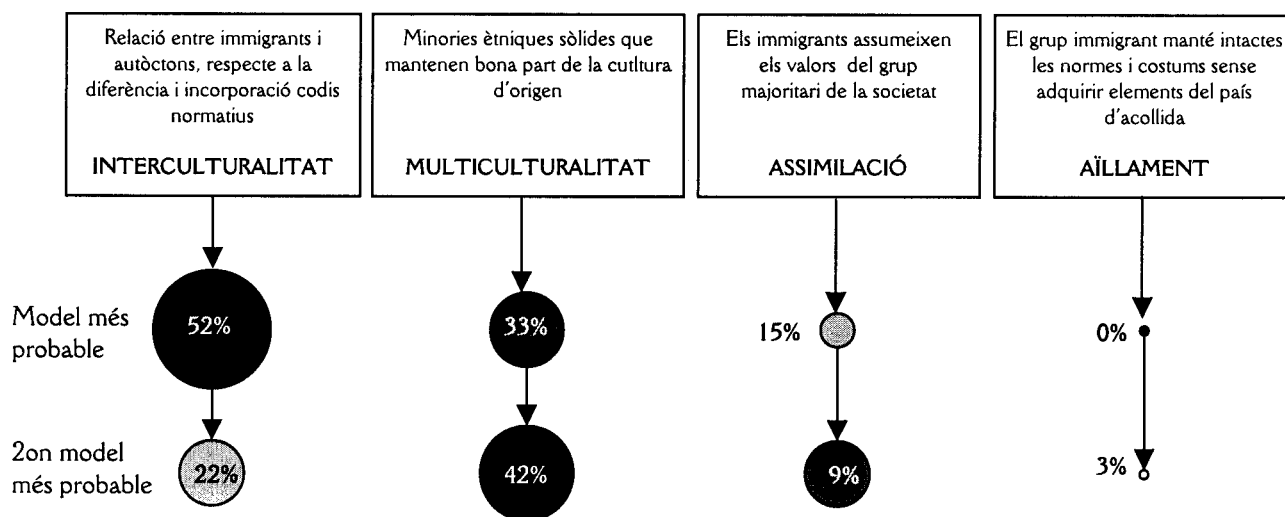 Relació entre immigrants i
autòctons, respecte a la
diferència i incorporació codis
normatius
INTERCULTURALITAT
Minories ètniques sòlides que
mantenen bona part de la cutltura
d'origen
MULTICULTURALITAT
Els immigrants assumeixen
els valors del grup
majoritari de la societat
ASSIMILACIÓ
El grup immigrant manté intactes
les normes i costums sense
adquirir elements del país
d'acollida
AÏLLAMENT
Model més
probable
52%
33%
15%
0%
2on model
més probable
22%
42%
9%
3%